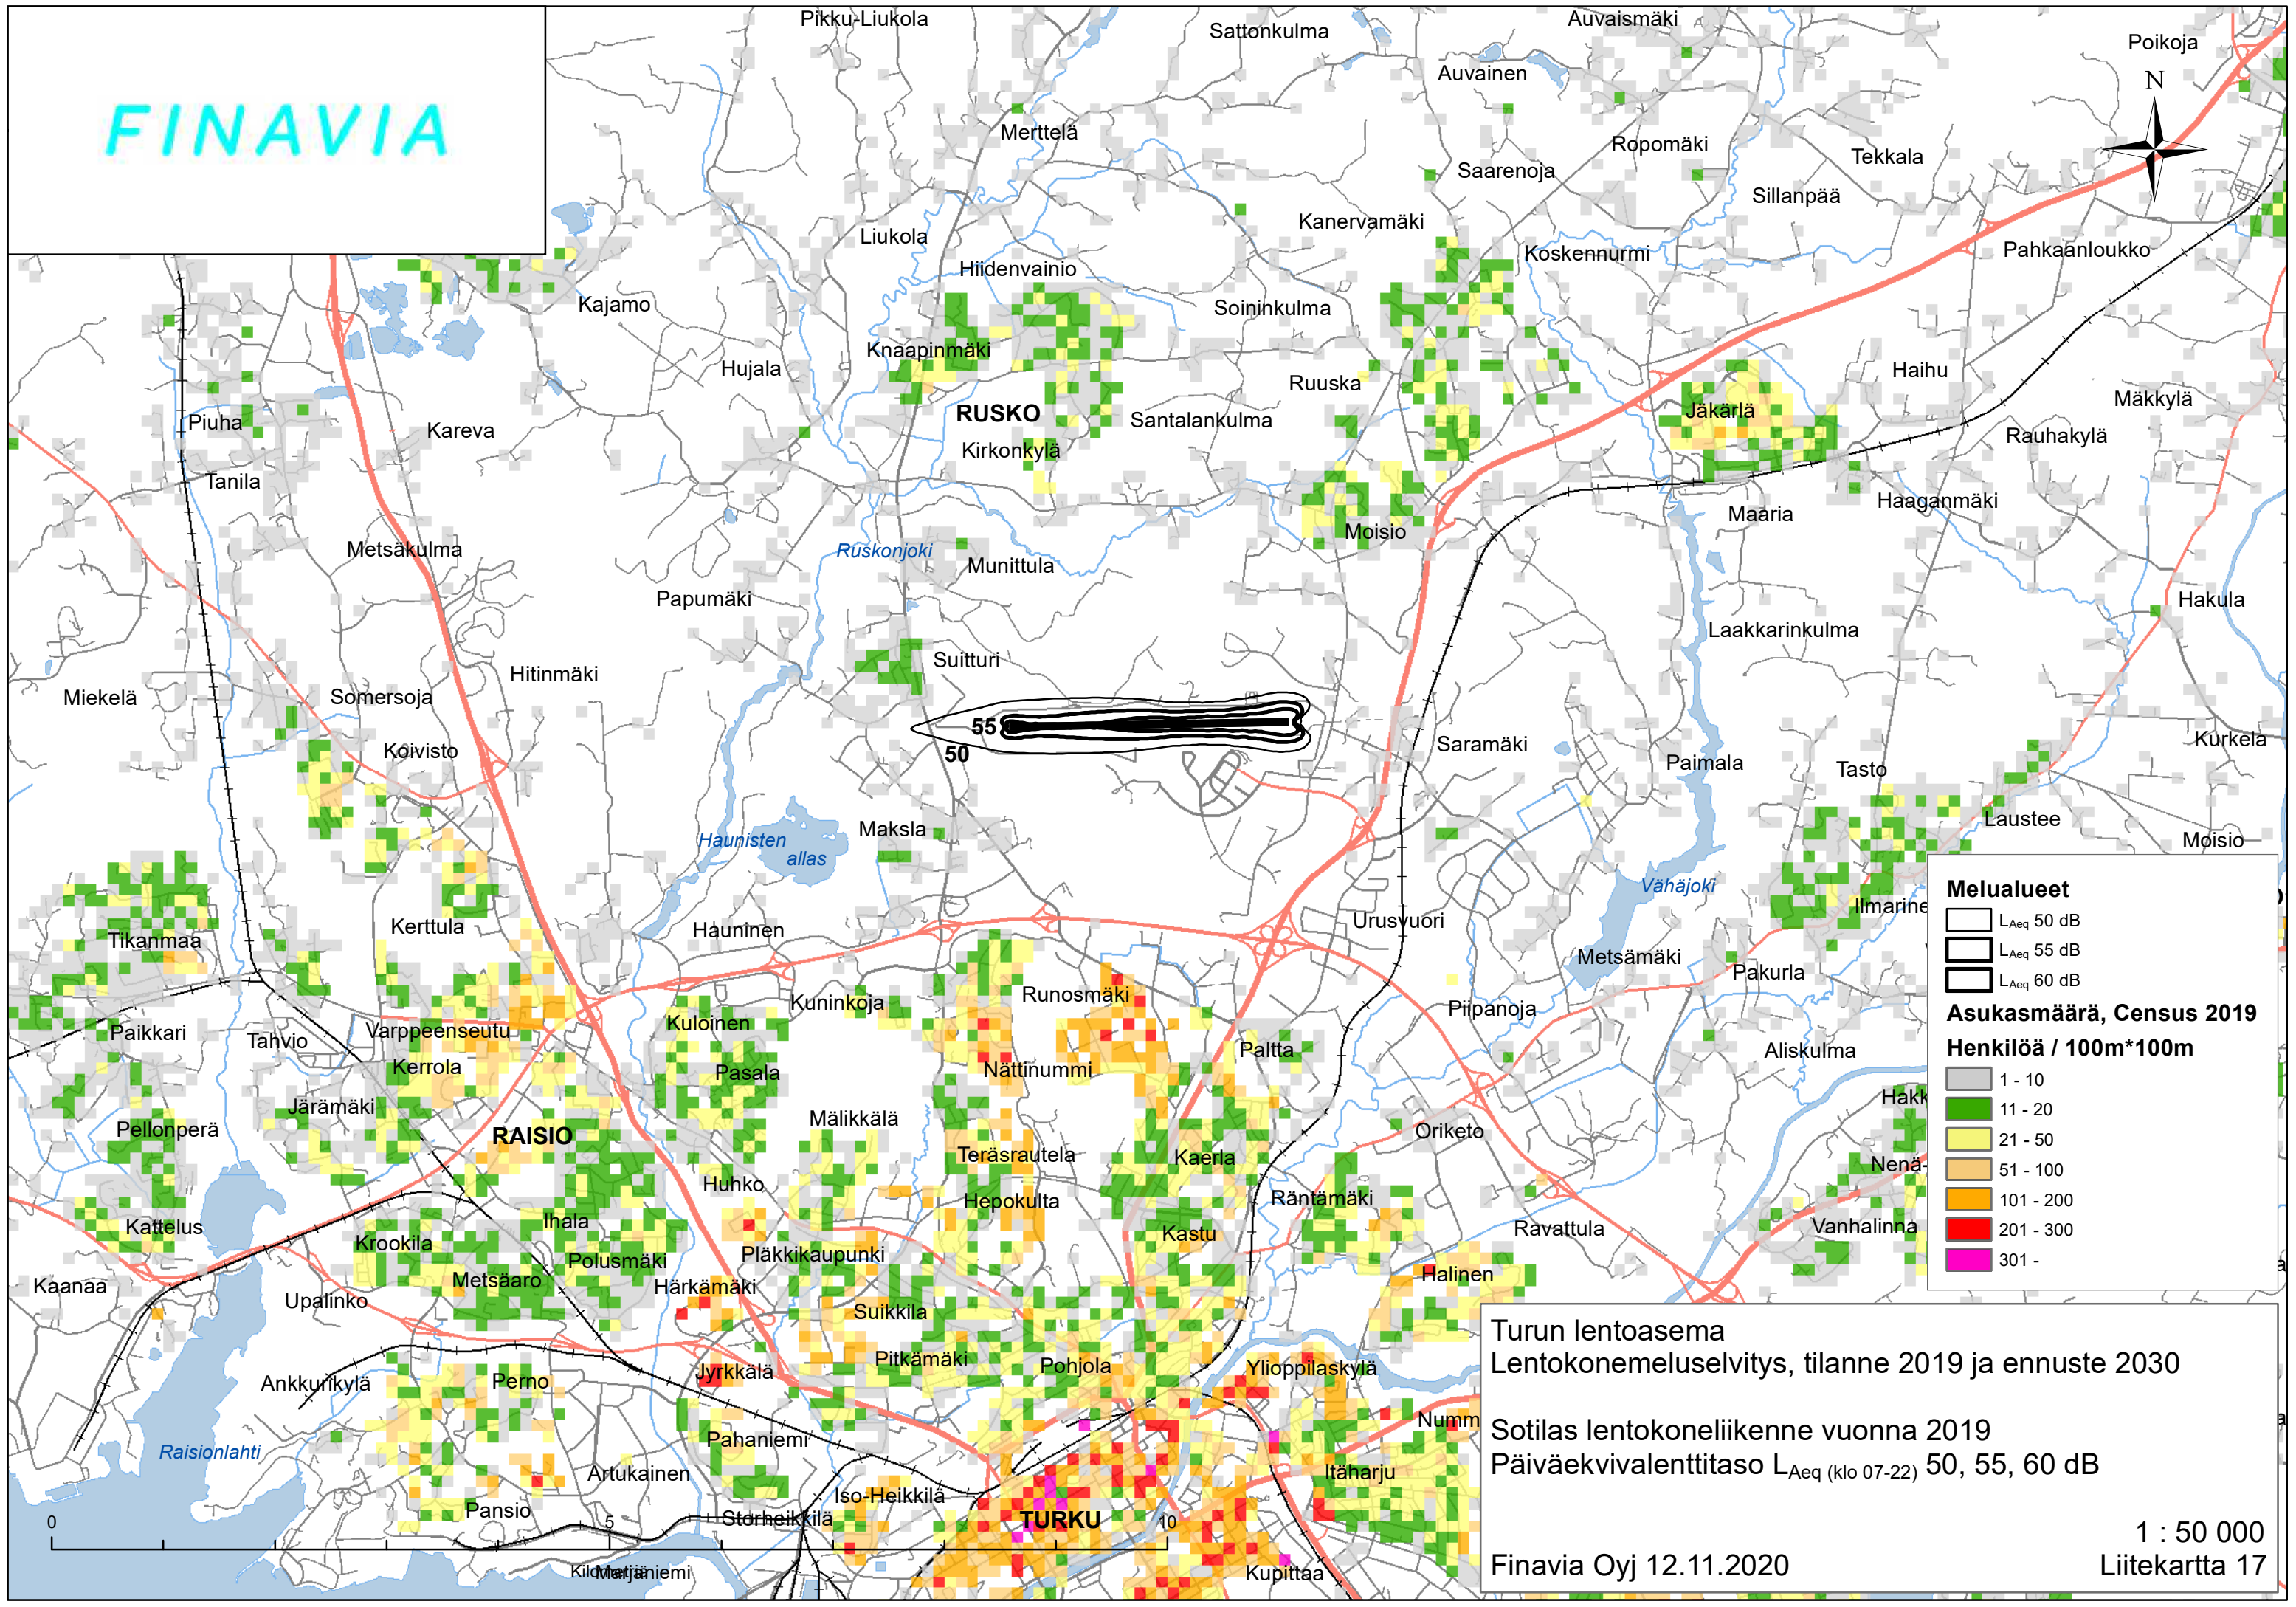 FINAVIA
Pikku-Liukola
Sattonkulma
Auvaismäki
Poikoja
Auvainen
N
Merttelä
Ropomäki
Tekkala
Saarenoja
Sillanpää
Kanervamäki
Liukola
Koskennurmi
Pahkaanloukko
Hiidenvainio
Kajamo
Soininkulma
Knaapinmäki
Hujala
Ruuska
Haihu
Mäkkylä
Jäkärlä
RUSKO
Piuha
Kareva
Santalankulma
Rauhakylä
Kirkonkylä
Tanila
Haaganmäki
Maaria
Moisio
Metsäkulma
Ruskonjoki
Munittula
Papumäki
Hakula
Laakkarinkulma
Suitturi
Hitinmäki
Miekelä
Somersoja
55
50
Koivisto
Saramäki
Kurkela
Paimala
Tasto
Laustee
Maksla
Haunisten
allas
Moisio
Vähäjoki
Ilmarine
Kerttula
Hauninen
Urusvuori
Tikanmaa
Metsämäki
Pakurla
Runosmäki
Kuninkoja
Piipanoja
Kuloinen
Varppeenseutu
Paikkari
Tahvio
Paltta
Aliskulma
Kerrola
Pasala
Nättinummi
Hakk
Järämäki
Mälikkälä
Pellonperä
RAISIO
Oriketo
Teräsrautela
Kaerla
Nenä-
Huhko
Hepokulta
Räntämäki
Kattelus
Ihala
Kastu
Ravattula
Vanhalinna
Krookila
Polusmäki
Pläkkikaupunki
Metsäaro
Härkämäki
Halinen
Kaanaa
Upalinko
Suikkila
Pitkämäki
Pohjola
Ylioppilaskylä
Jyrkkälä
Ankkurikylä
Perno
Numm
Pahaniemi
Raisionlahti
Artukainen
Itäharju
Iso-Heikkilä
Pansio
Storheikkilä
TURKU
0
5
10
Kilometriä
Marjaniemi
Kupittaa
Melualueet
LAeq 50 dB
LAeq 55 dB
LAeq 60 dB
Asukasmäärä, Census 2019
Henkilöä / 100m*100m
1 - 10
11 - 20
21 - 50
51 - 100
101 - 200
201 - 300
301 -
Turun lentoasema
Lentokonemeluselvitys, tilanne 2019 ja ennuste 2030
Sotilas lentokoneliikenne vuonna 2019
Päiväekvivalenttitaso LAeq (klo 07-22) 50, 55, 60 dB
1 : 50 000
Finavia Oyj 12.11.2020
Liitekartta 17